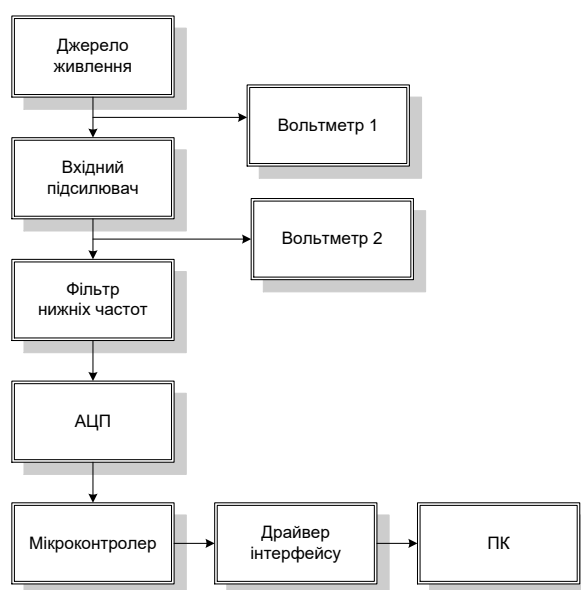 Джерело
живлення
Вольтметр 1
Вхідний
підсилювач
Вольтметр 2
Фільтр
нижніх частот
АЦП
Мікроконтролер
Драйвер
інтерфейсу
ПК